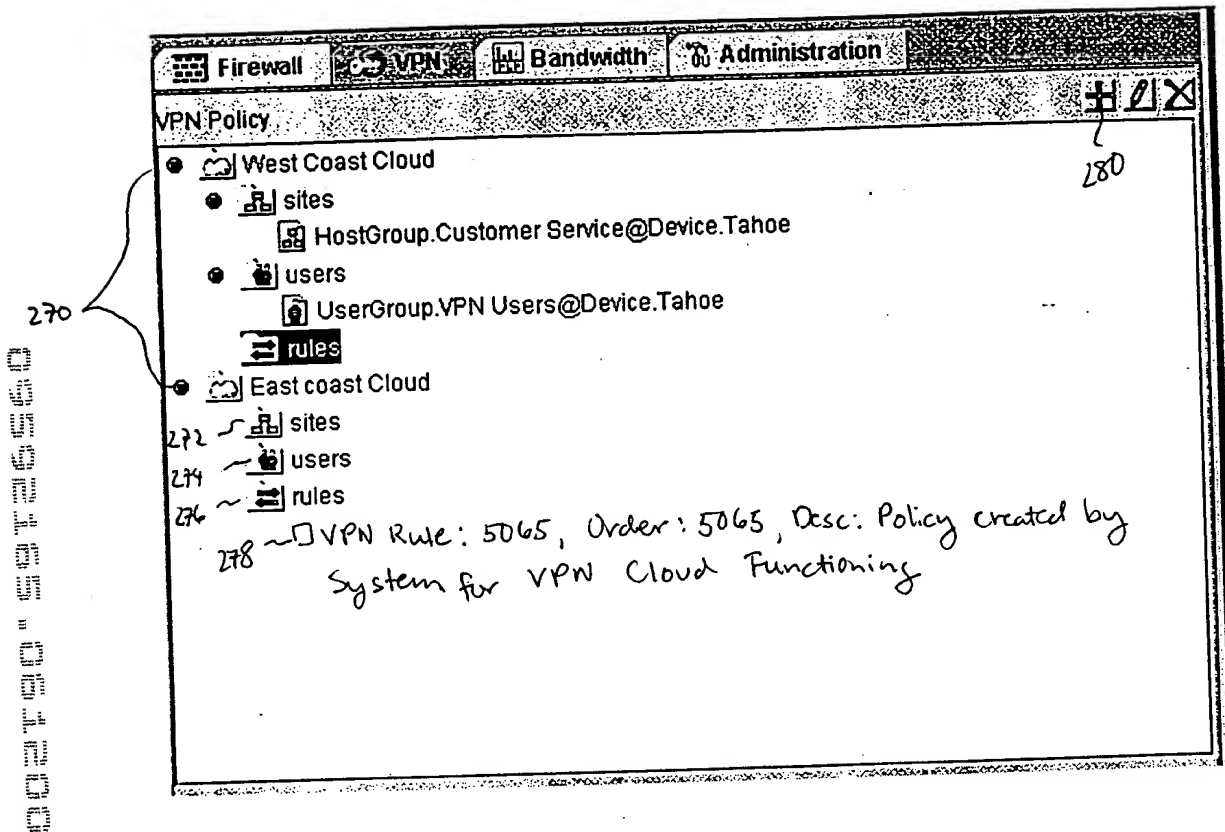 Firewall VPN Bandwidth Administration
VPN Policy
280
West Coast Cloud
sites
HostGroup.Customer Service@Device.Tahoe
users
UserGroup.VPN Users@Device.Tahoe
270
rules
East coast Cloud
272 sites
274 users
276 rules
278 VPN Rule: 5065, Order: 5065, Desc: Policy created by
System for VPN Cloud Functioning
09592165.061200